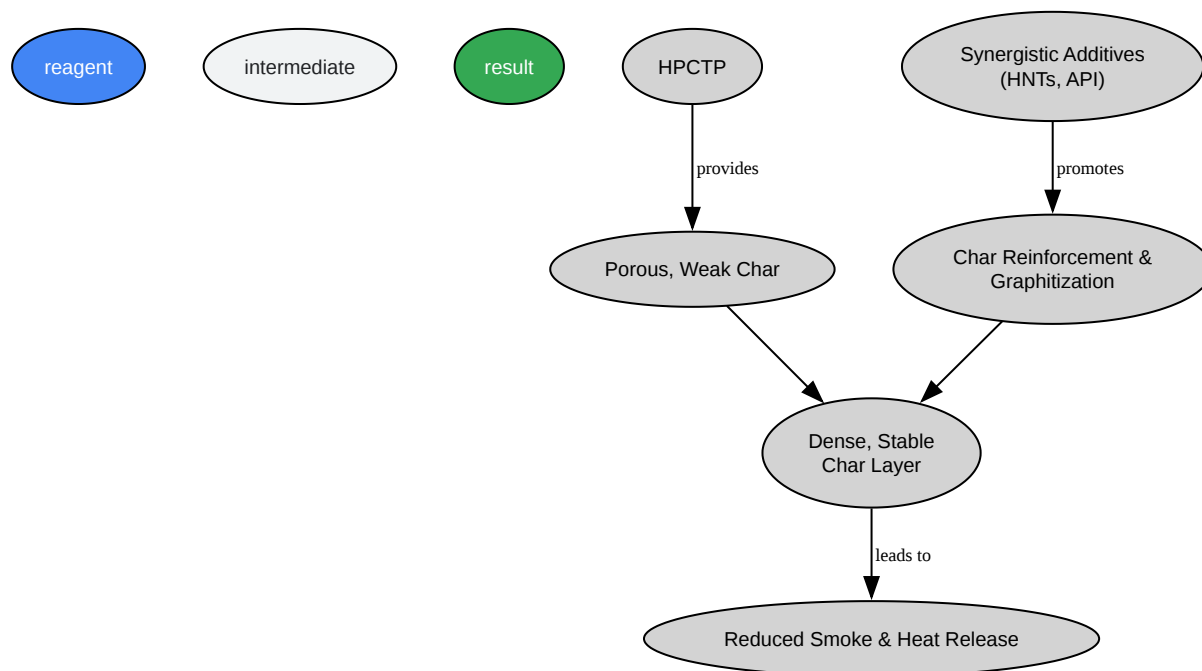 reagent
intermediate
result
HPCTP
Synergistic Additives
(HNTs, API)
provides
promotes
Porous, Weak Char
Char Reinforcement &
Graphitization
Dense, Stable
Char Layer
leads to
Reduced Smoke & Heat Release